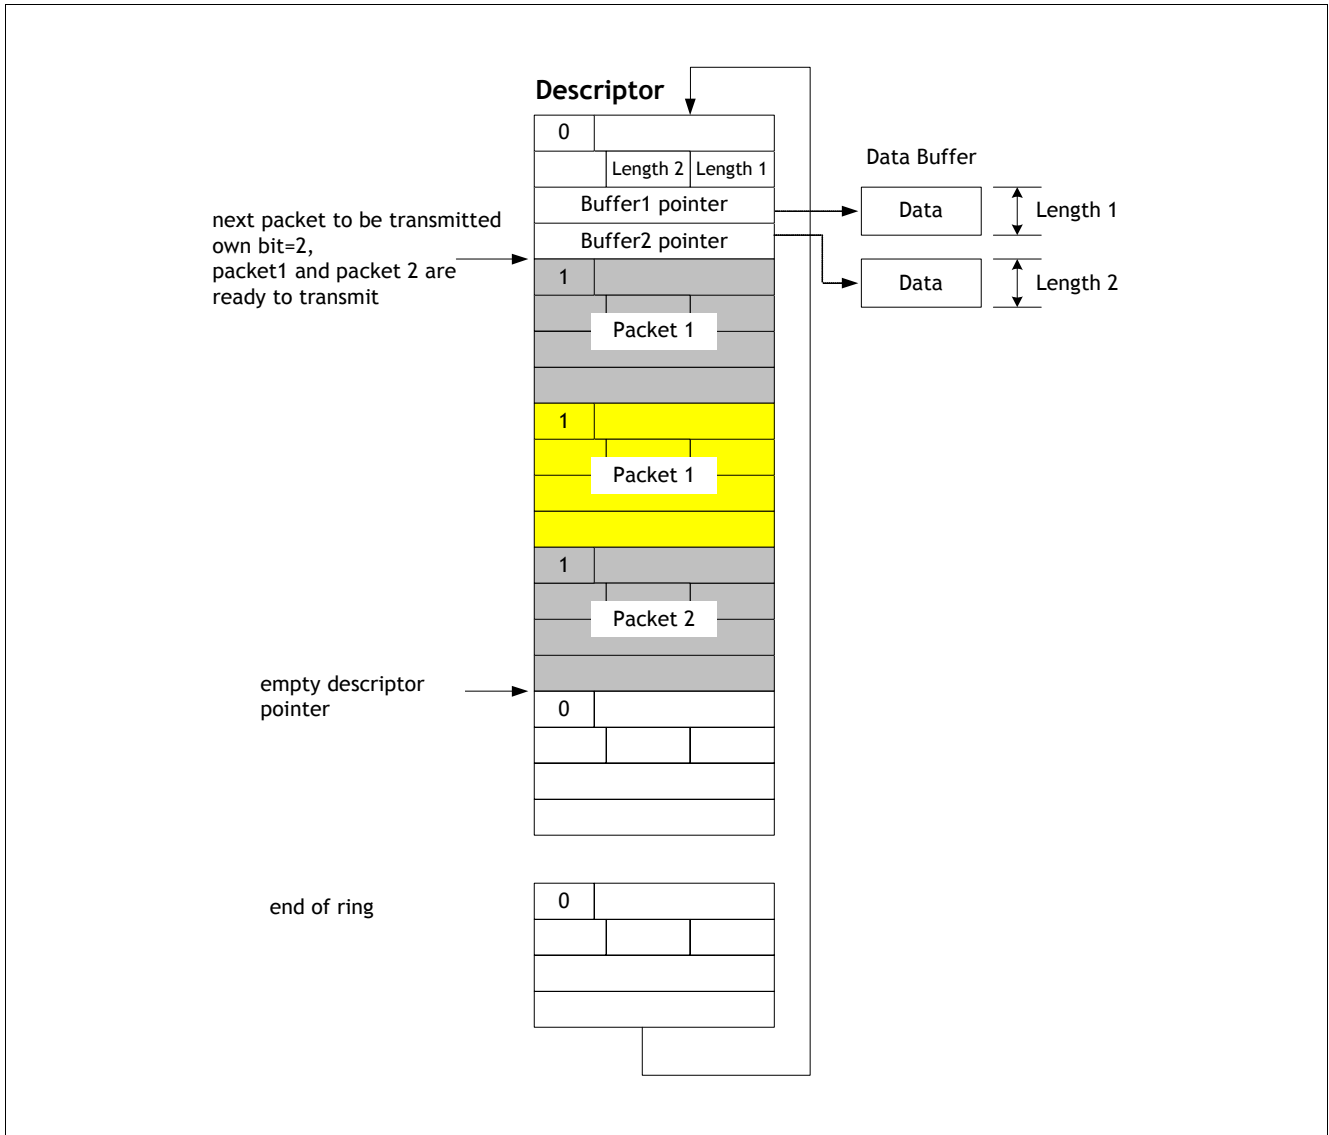 Descriptor
0
Length 2 Length 1
Buffer1 pointer
Buffer2 pointer
Data Buffer
Data Length 1
Data Length 2
next packet to be transmitted
own bit=2,
packet1 and packet 2 are
ready to transmit
1
Packet 1
1
Packet 1
1
Packet 2
empty descriptor
pointer
0
end of ring
0